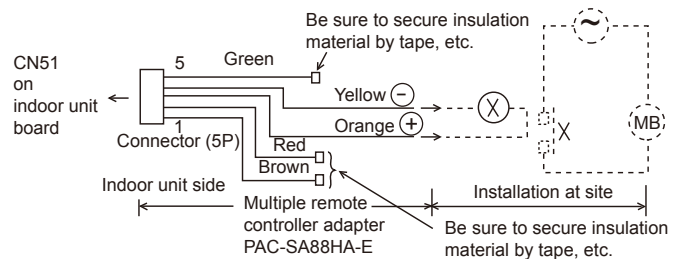 Be sure to secure insulation
material by tape, etc.
CN51
on
indoor unit
board
5
Green
Yellow −
Orange +
X
X
MB
~
1
Connector (5P)
Red
Brown
Indoor unit side
Installation at site
Multiple remote
controller adapter
PAC-SA88HA-E
Be sure to secure insulation
material by tape, etc.